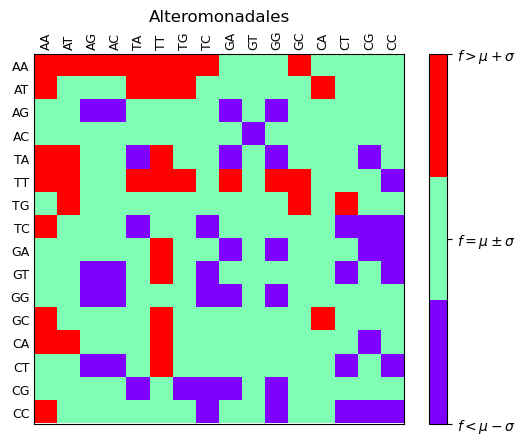 Alteromonadales
AA AT AG AC TA TT TG TC GA GT GG GC CA CT CG CC
f > μ + σ
AA
AT
AG
AC
TA
TT
TG
TC
GA
f = μ ± σ
GT
GG
GC
CA
CT
CG
CC
f < μ − σ